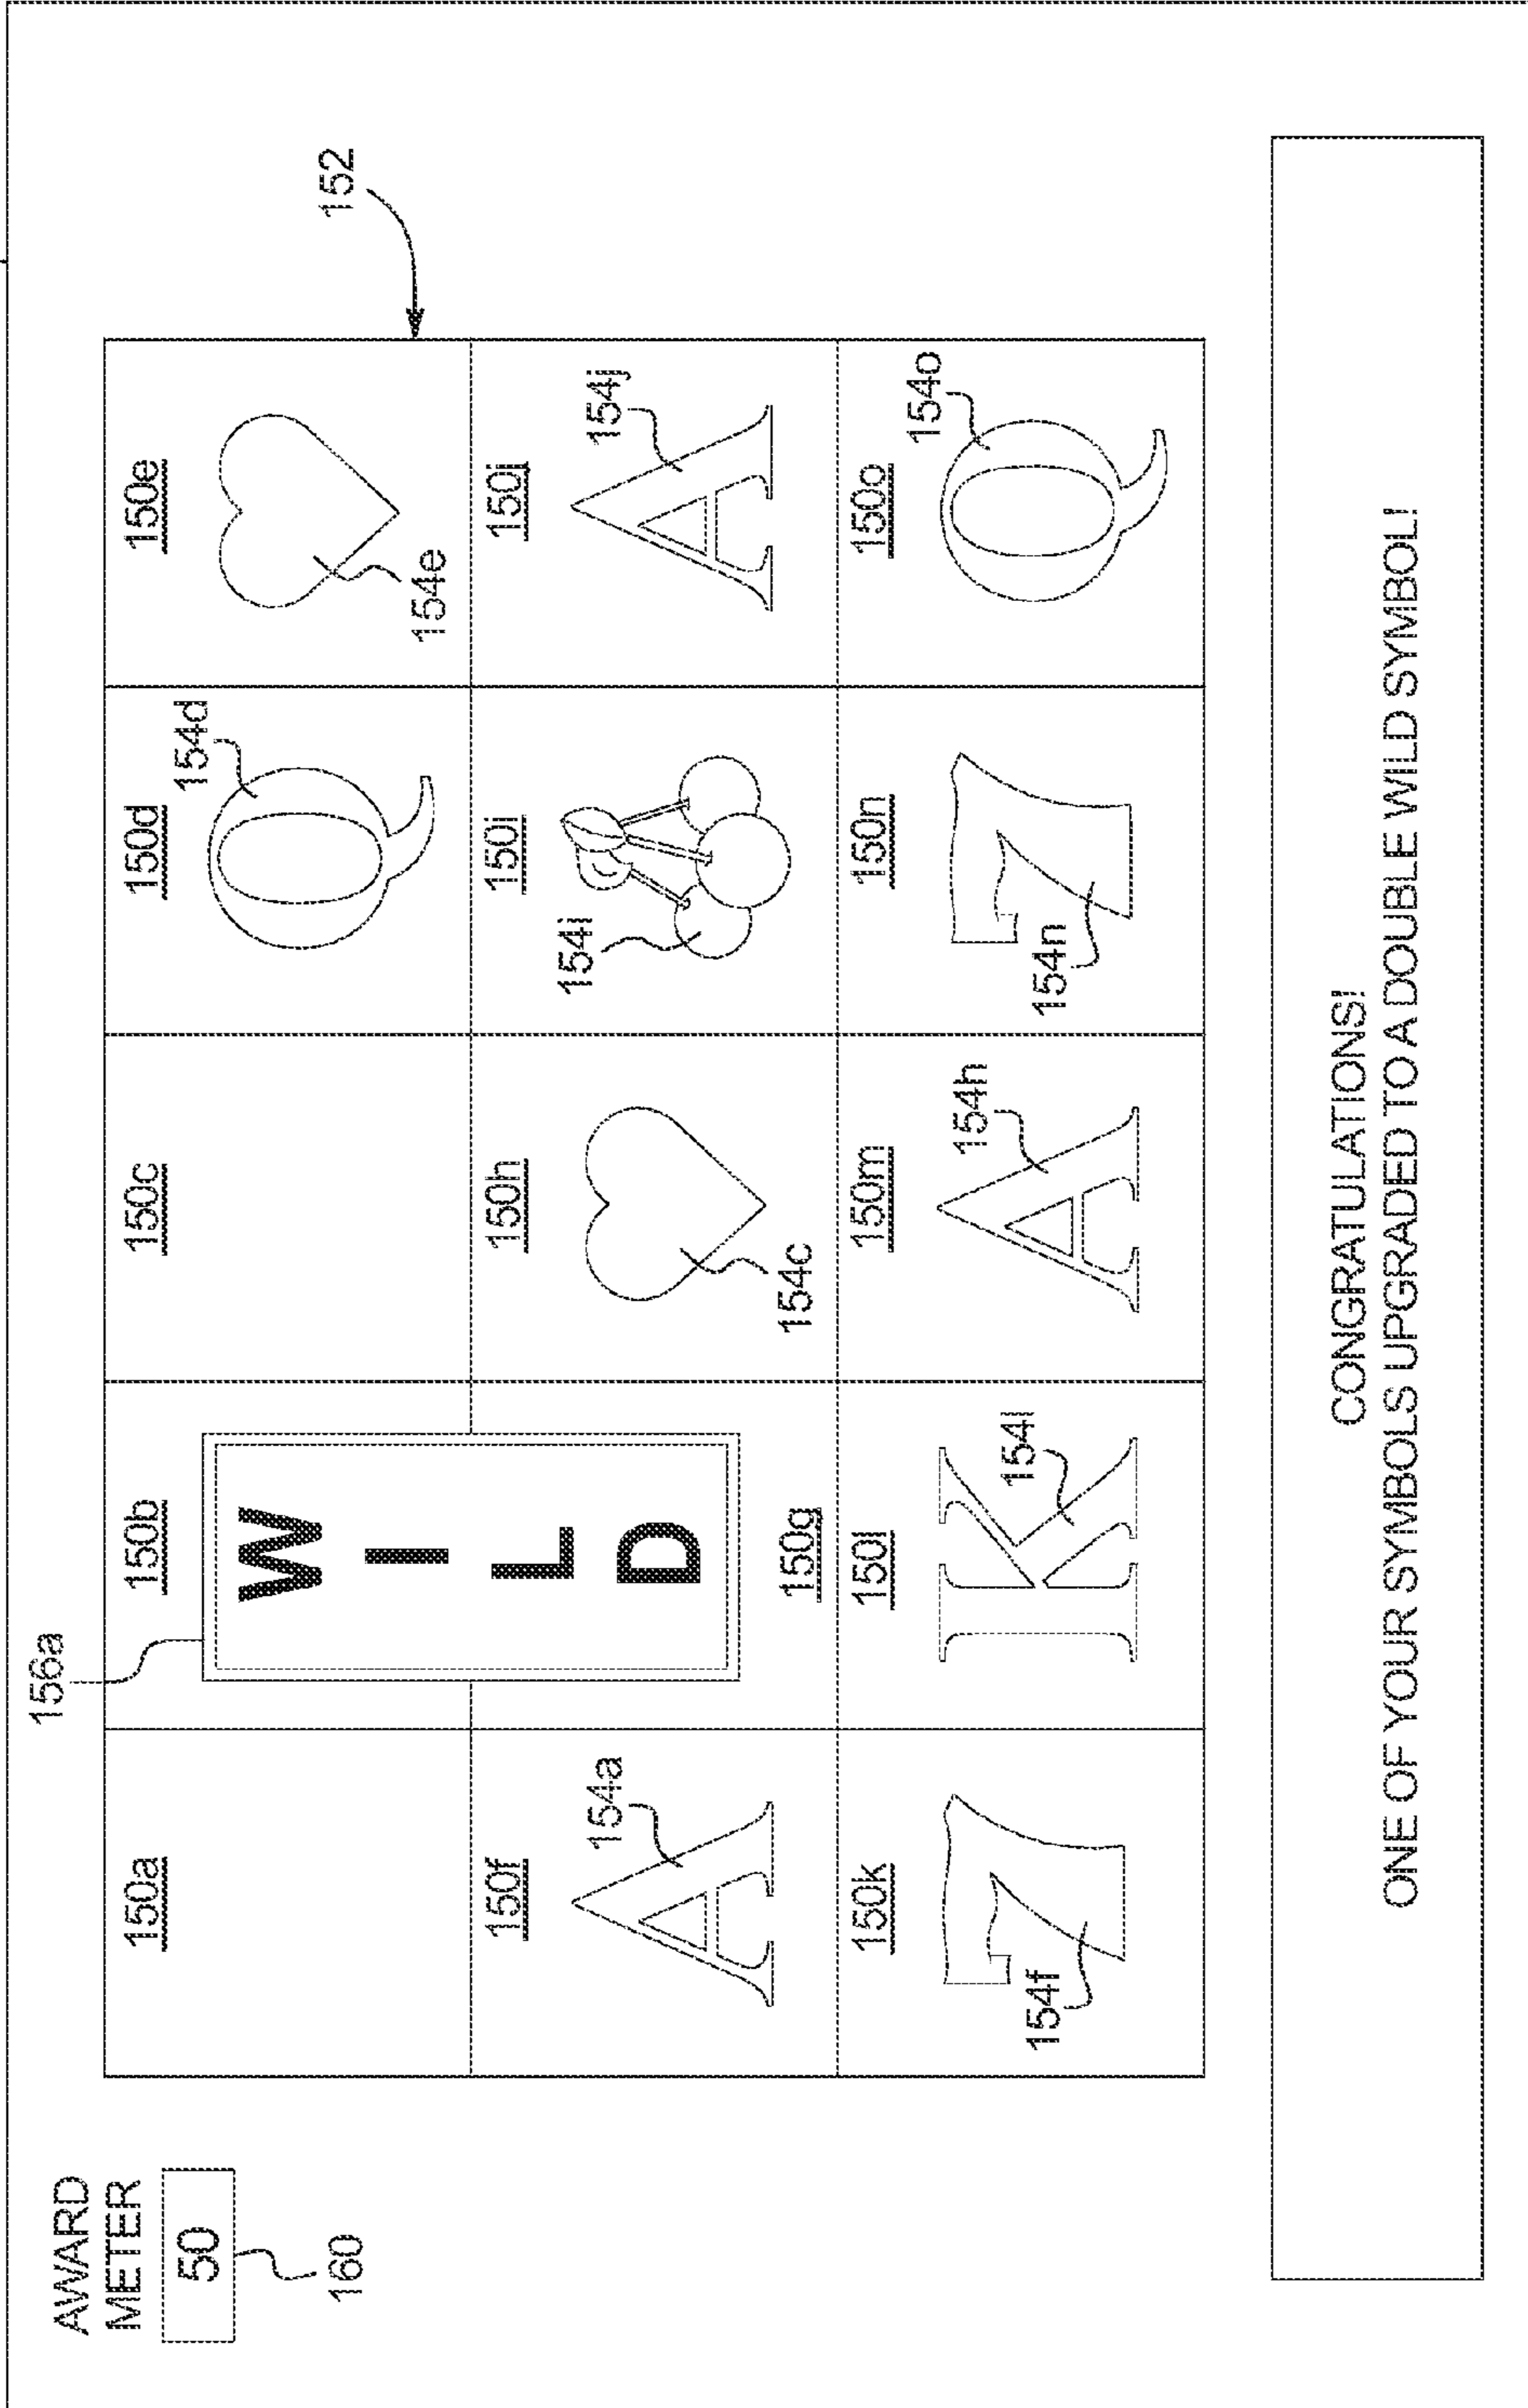 AWARD
METER
50
160
156a
152
150a
150b
150c
150d
150e
154d
154e
W
I
L
D
150f
150g
150h
150i
150j
154a
154c
154i
154j
150k
150l
150m
150n
150o
154f
154l
154h
154n
154o
CONGRATULATIONS!
ONE OF YOUR SYMBOLS UPGRADED TO A DOUBLE WILD SYMBOL!
A
A
7
K
A
7
Q
Q